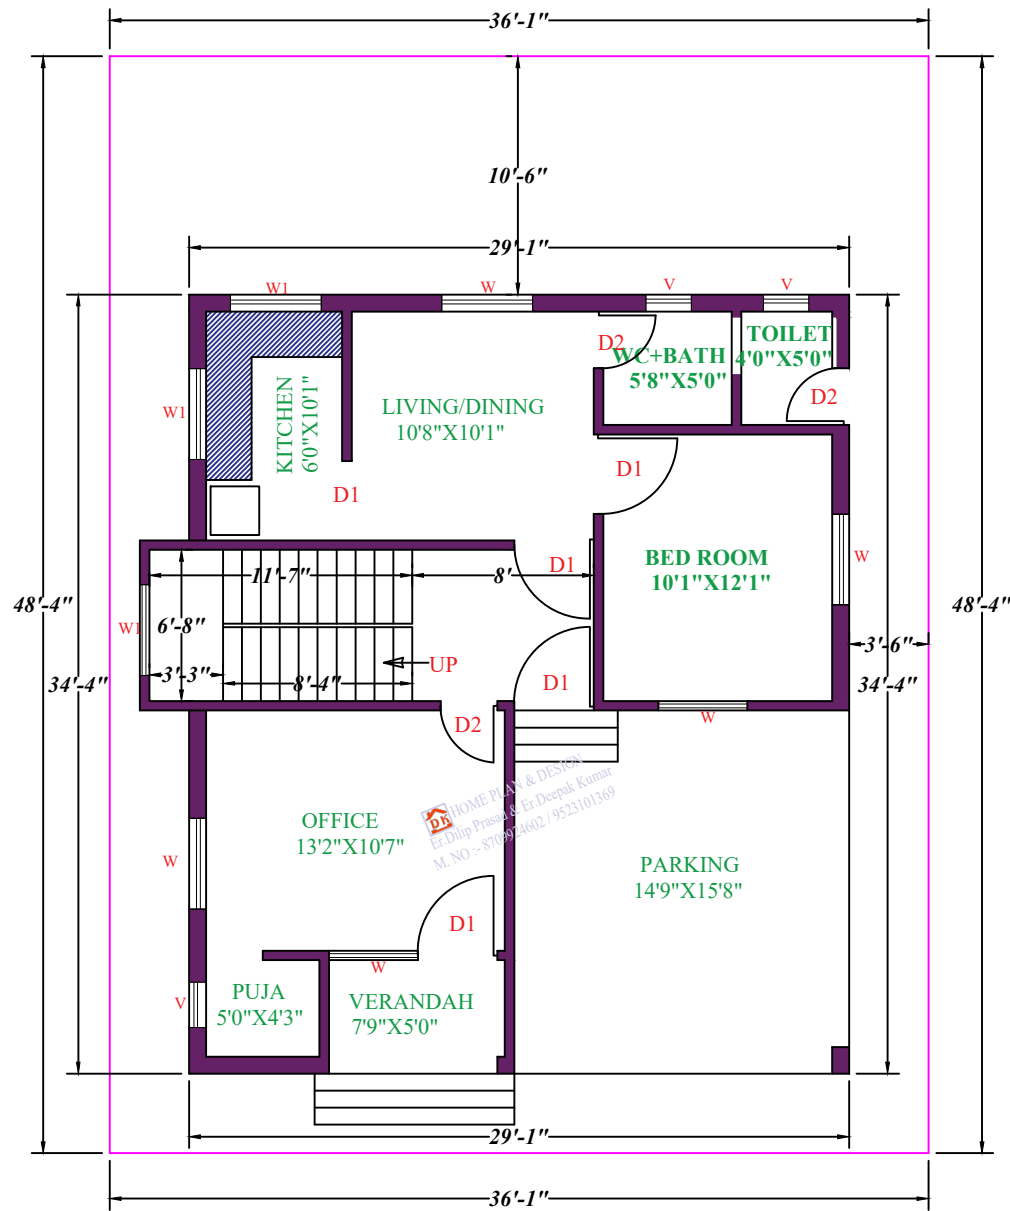 36'-1"
10'-6"
29'-1"
W1
W
V
V
D2
TOILET
4'0"X5'0"
WC+BATH
5'8"X5'0"
D2
W1
KITCHEN
6'0"X10'1"
LIVING/DINING
10'8"X10'1"
D1
D1
BED ROOM
10'1"X12'1"
W
D1
11'-7"
8'
48'-4"
48'-4"
W1
6'-8"
3'-6"
UP
3'-3"
8'-4"
D1
34'-4"
34'-4"
W
D2
HOME PLAN & DESIGN
DK
Er.Dilip Prasad & Er.Deepak Kumar
M. NO :- 8709924602 / 9523101369
OFFICE
13'2"X10'7"
W
PARKING
14'9"X15'8"
D1
W
V
PUJA
5'0"X4'3"
VERANDAH
7'9"X5'0"
29'-1"
36'-1"